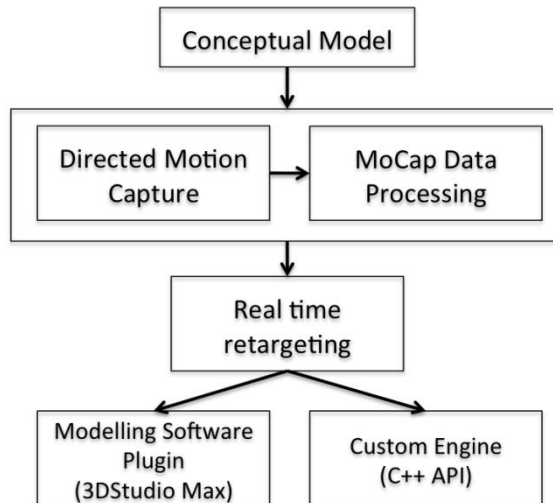 Conceptual Model
Directed Motion
Capture
MoCap Data
Processing
Real time
retargeting
Modelling Software
Plugin
(3DStudio Max)
Custom Engine
(C++ API)